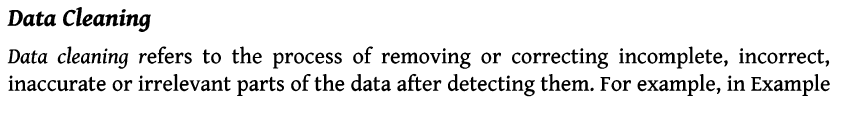 Data Cleaning
Data cleaning refers to the process of removing or correcting incomplete, incorrect,
inaccurate or irrelevant parts of the data after detecting them. For example, in Example